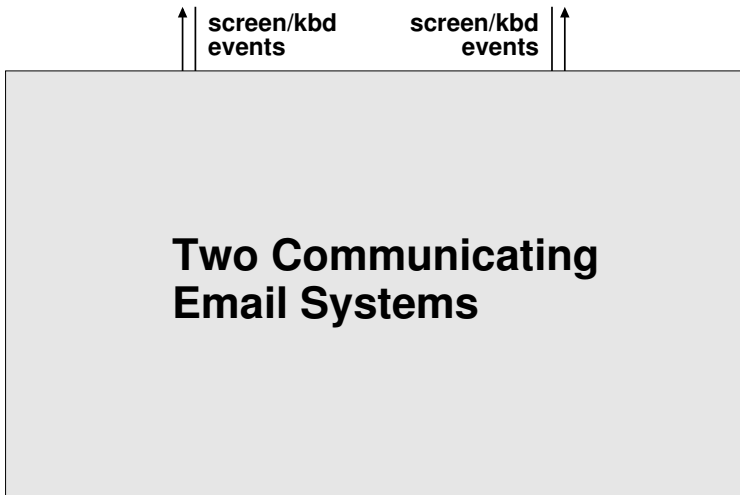 screen/kbd
events
screen/kbd
events
Two Communicating
Email Systems